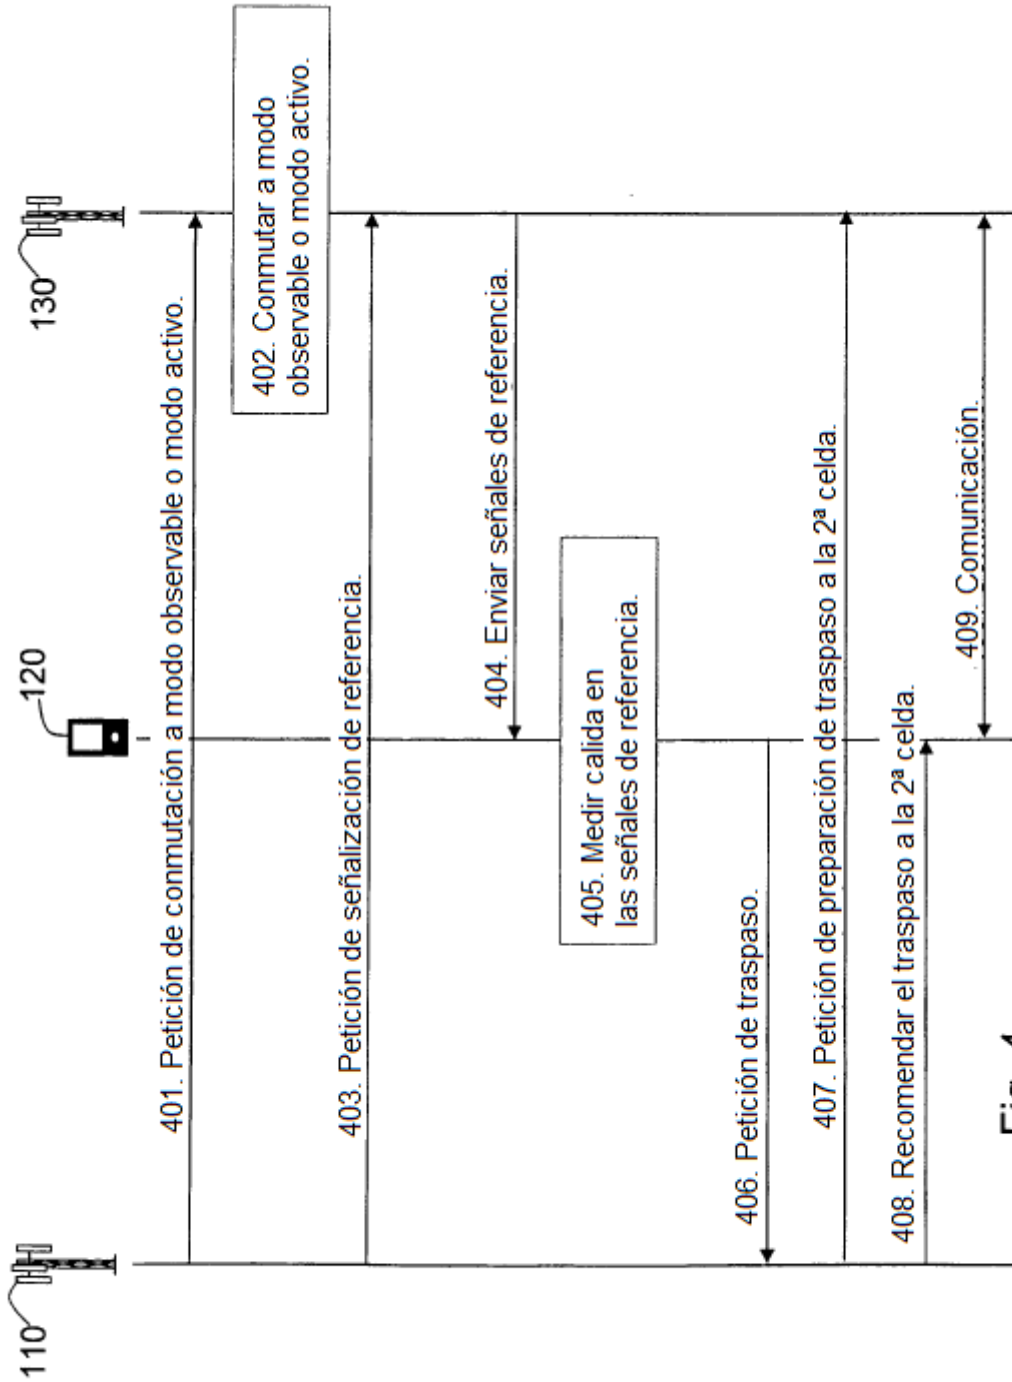 110
120
130
401. Petición de conmutación a modo observable o modo activo.
402. Conmutar a modo
observable o modo activo.
403. Petición de señalización de referencia.
404. Enviar señales de referencia.
405. Medir calida en
las señales de referencia.
406. Petición de traspaso.
407. Petición de preparación de traspaso a la 2ª celda.
408. Recomendar el traspaso a la 2ª celda.
409. Comunicación.